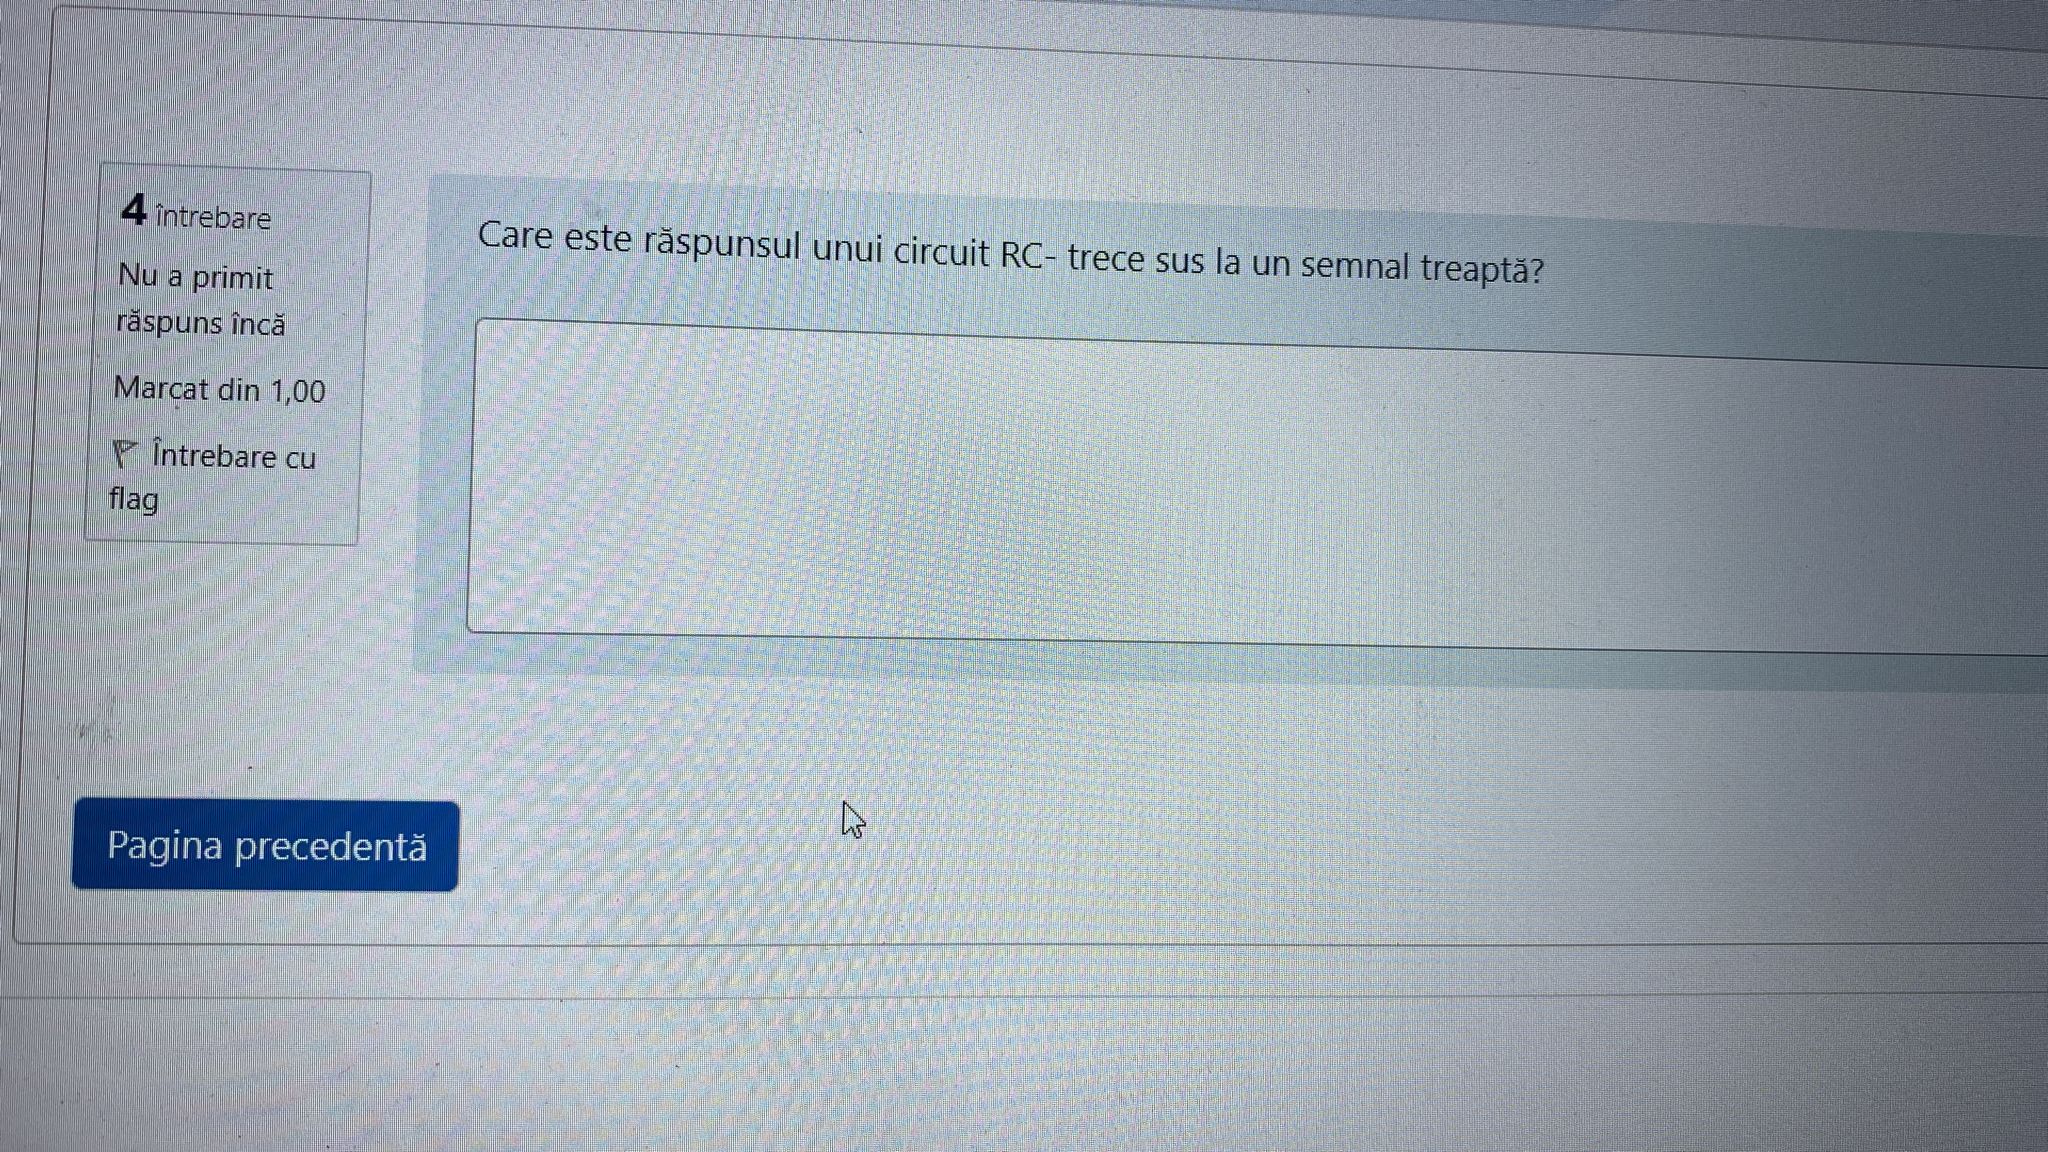 4 întrebare
Nu a primit
răspuns încă
Marcat din 1,00
Întrebare cu
flag
Care este răspunsul unui circuit RC- trece sus la un semnal treaptă?
Pagina precedentă